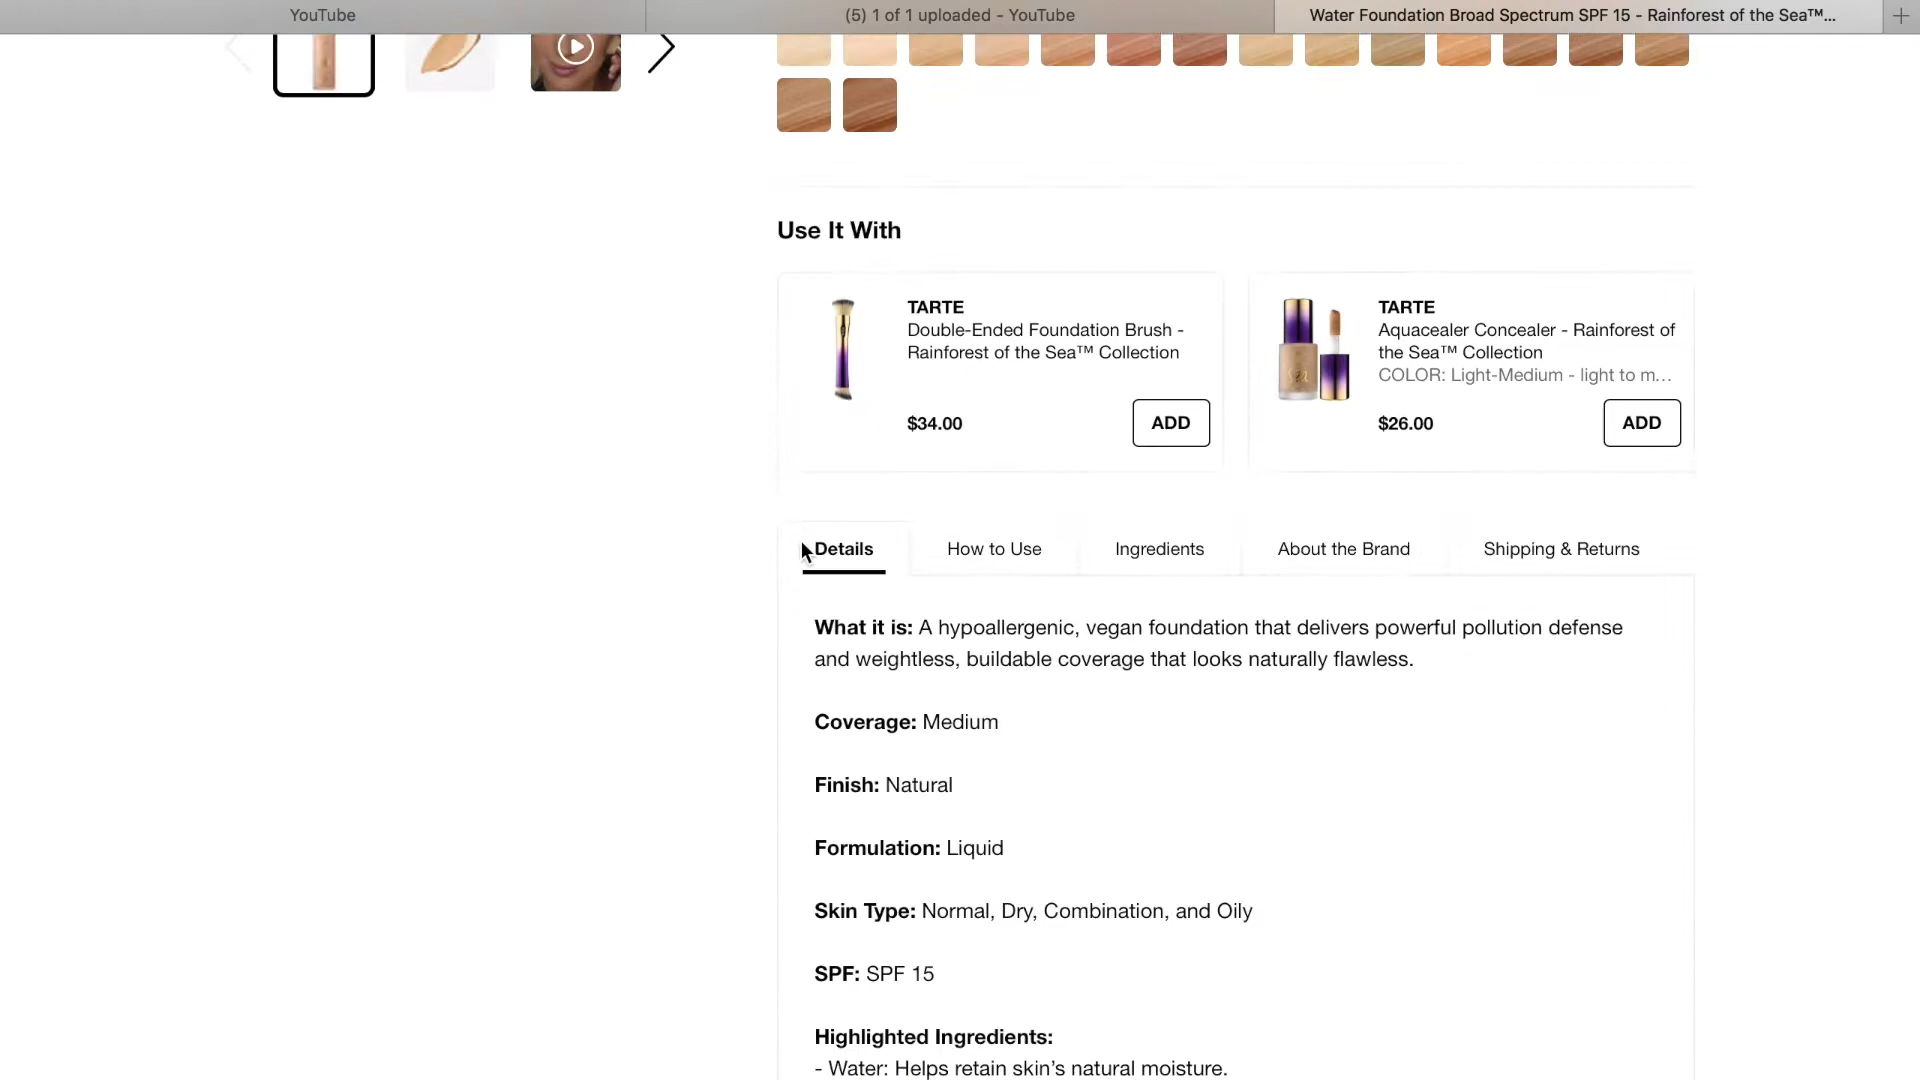 YouTube
(5) 1 of 1 uploaded - YouTube
Water Foundation Broad Spectrum SPF 15 - Rainforest of the Sea™...
Use It With
TARTE
Double-Ended Foundation Brush -
Rainforest of the Sea™ Collection
$34.00
ADD
TARTE
Aquacealer Concealer - Rainforest of
the Sea™ Collection
COLOR: Light-Medium - light to m...
$26.00
ADD
sea
Details
How to Use
Ingredients
About the Brand
Shipping & Returns
What it is: A hypoallergenic, vegan foundation that delivers powerful pollution defense
and weightless, buildable coverage that looks naturally flawless.
Coverage: Medium
Finish: Natural
Formulation: Liquid
Skin Type: Normal, Dry, Combination, and Oily
SPF: SPF 15
Highlighted Ingredients:
- Water: Helps retain skin’s natural moisture.